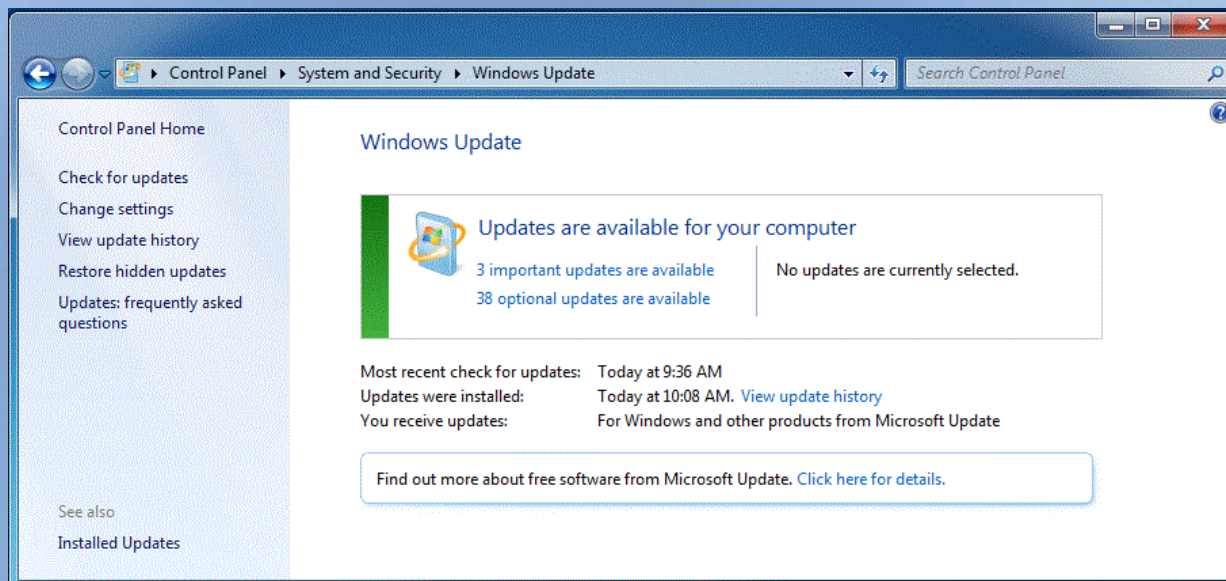 Control Panel System and Security Windows Update
Search Control Panel
Control Panel Home
Check for updates
Change settings
View update history
Restore hidden updates
Updates: frequently asked
questions
See also
Installed Updates
Windows Update
Updates are available for your computer
3 important updates are available
38 optional updates are available
No updates are currently selected.
Most recent check for updates: Today at 9:36 AM
Updates were installed: Today at 10:08 AM. View update history
You receive updates: For Windows and other products from Microsoft Update
Find out more about free software from Microsoft Update. Click here for details.